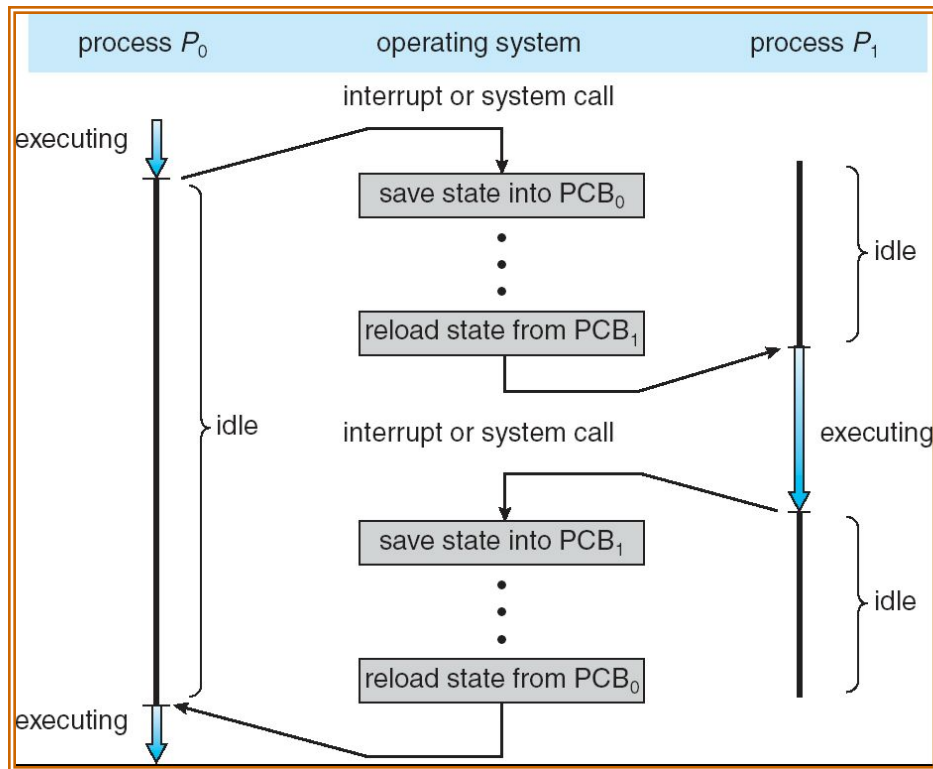 process P₀ operating system process P₁
interrupt or system call
executing
save state into PCB₀
idle
reload state from PCB₁
idle
interrupt or system call
executing
save state into PCB₁
idle
reload state from PCB₀
executing